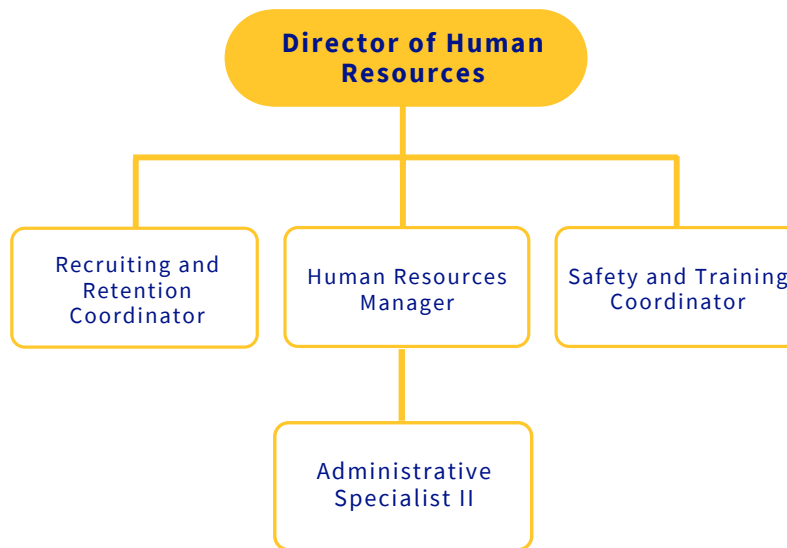 Director of Human
Resources
Recruiting and
Retention
Coordinator
Human Resources
Manager
Safety and Training
Coordinator
Administrative
Specialist II